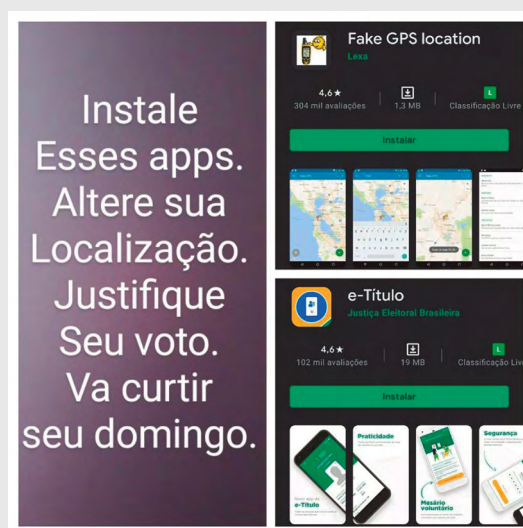 Instale
Esses apps.
Altere sua
Localização.
Justifique
Seu voto.
Va curtir
seu domingo.
Fake GPS location
Lexa
4,6★
304 mil avaliações
1,3 MB
L
Classificação Livre
Instalar
e-Título
Justiça Eleitoral Brasileira
4,6★
102 mil avaliações
19 MB
L
Classificação Liv
Instalar
Praticidade
e-Título
Mesário
voluntário
Segurança